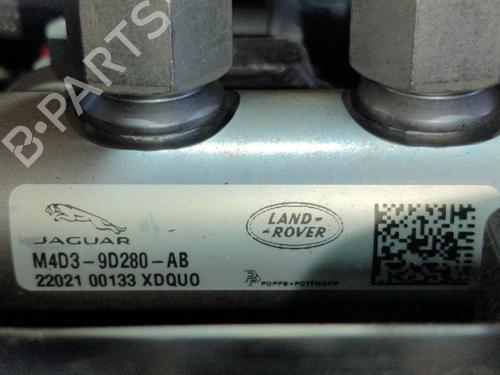 B-PARTS
JAGUAR
LAND-
ROVER
M4D3-9D280-AB
22021 00133 XDQUO
POPPE+POTTHOFF